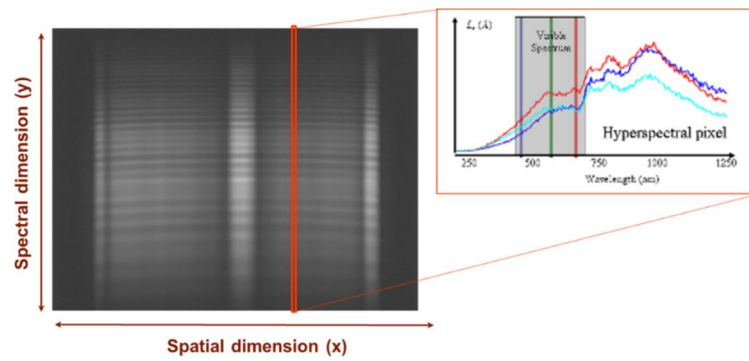 Spectral dimension (y)
Spatial dimension (x)
Visible
Spectrum
Hyperspectral pixel
250 500 750 1000 1250
Wavelength (nm)